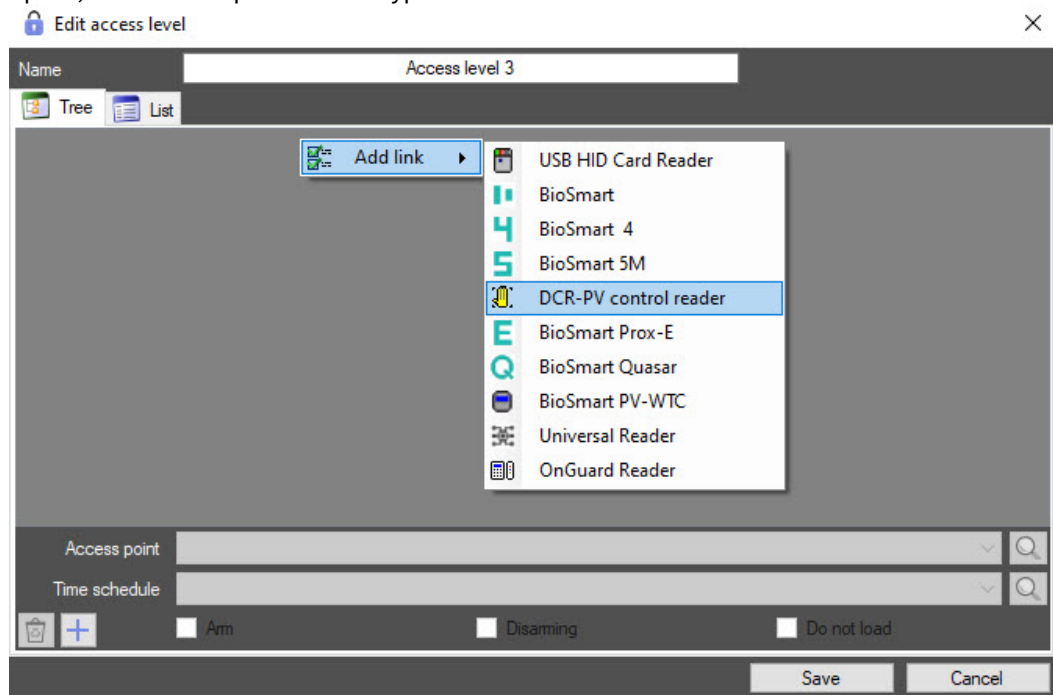 Edit access level
Name
Access level 3
Tree
List
Add link
USB HID Card Reader
BioSmart
BioSmart 4
BioSmart 5M
DCR-PV control reader
BioSmart Prox-E
BioSmart Quasar
BioSmart PV-WTC
Universal Reader
OnGuard Reader
Access point
Time schedule
Arm
Disarming
Do not load
Save
Cancel